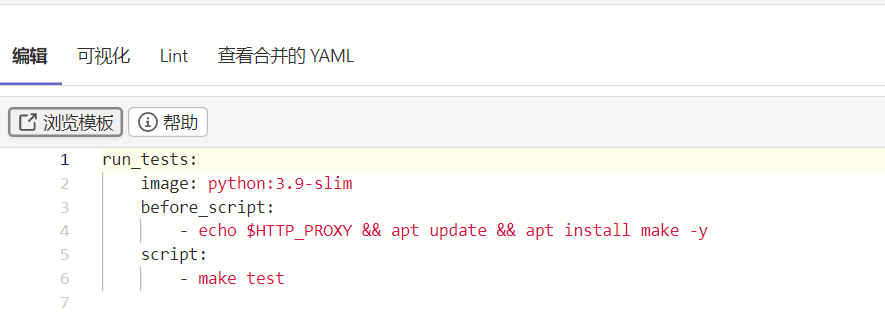 编辑 可视化 Lint 查看合并的 YAML
浏览模板 帮助
1 run_tests:
2 image: python:3.9-slim
3 before_script:
4 - echo $HTTP_PROXY && apt update && apt install make -y
5 script:
6 - make test
7